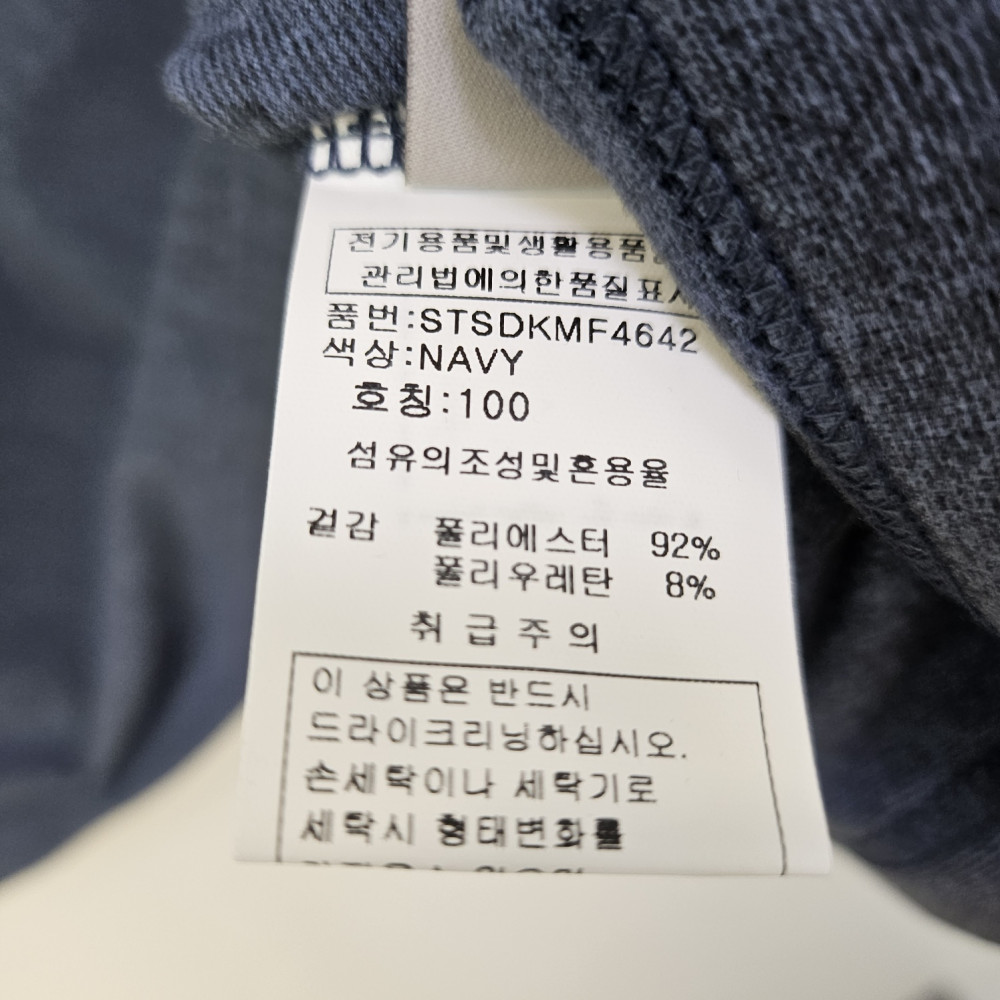 전기용품및생활용품
관리법에의한품질표시
품번:STSDKMF4642
색상:NAVY
호칭:100
섬유의조성및혼용율
겉감 폴리에스터 92%
폴리우레탄 8%
취급주의
이 상품은 반드시
드라이크리닝하십시오.
손세탁이나 세탁기로
세탁시 형태변화를